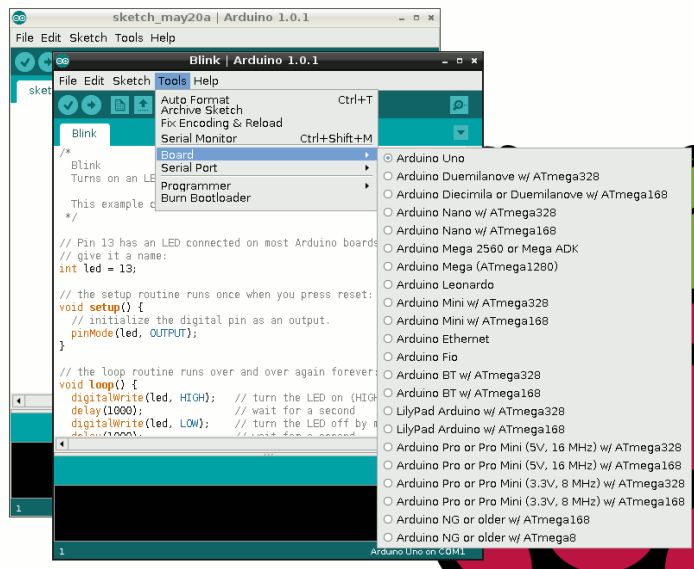 sketch_may20a | Arduino 1.0.1
File Edit Sketch Tools Help
sket
1
Blink | Arduino 1.0.1
File Edit Sketch Tools Help
Blink
Auto Format Ctrl+T
Archive Sketch
Fix Encoding & Reload
Serial Monitor Ctrl+Shift+M
Board
Serial Port
Programmer
Burn Bootloader
/*
Blink
Turns on an LE
This example c
*/
// Pin 13 has an LED connected on most Arduino boards
// give it a name:
int led = 13;
// the setup routine runs once when you press reset:
void setup() {
// initialize the digital pin as an output.
pinMode(led, OUTPUT);
}
// the loop routine runs over and over again forever:
void loop() {
digitalWrite(led, HIGH); // turn the LED on (HIGH
delay(1000); // wait for a second
digitalWrite(led, LOW); // turn the LED off by m
delay(1000); // wait for a second
1
Arduino Uno on COM1
Arduino Uno
Arduino Duemilanove w/ ATmega328
Arduino Diecimila or Duemilanove w/ ATmega168
Arduino Nano w/ ATmega328
Arduino Nano w/ ATmega168
Arduino Mega 2560 or Mega ADK
Arduino Mega (ATmega1280)
Arduino Leonardo
Arduino Mini w/ ATmega328
Arduino Mini w/ ATmega168
Arduino Ethernet
Arduino Fio
Arduino BT w/ ATmega328
Arduino BT w/ ATmega168
LilyPad Arduino w/ ATmega328
LilyPad Arduino w/ ATmega168
Arduino Pro or Pro Mini (5V, 16 MHz) w/ ATmega328
Arduino Pro or Pro Mini (5V, 16 MHz) w/ ATmega168
Arduino Pro or Pro Mini (3.3V, 8 MHz) w/ ATmega328
Arduino Pro or Pro Mini (3.3V, 8 MHz) w/ ATmega168
Arduino NG or older w/ ATmega168
Arduino NG or older w/ ATmega8